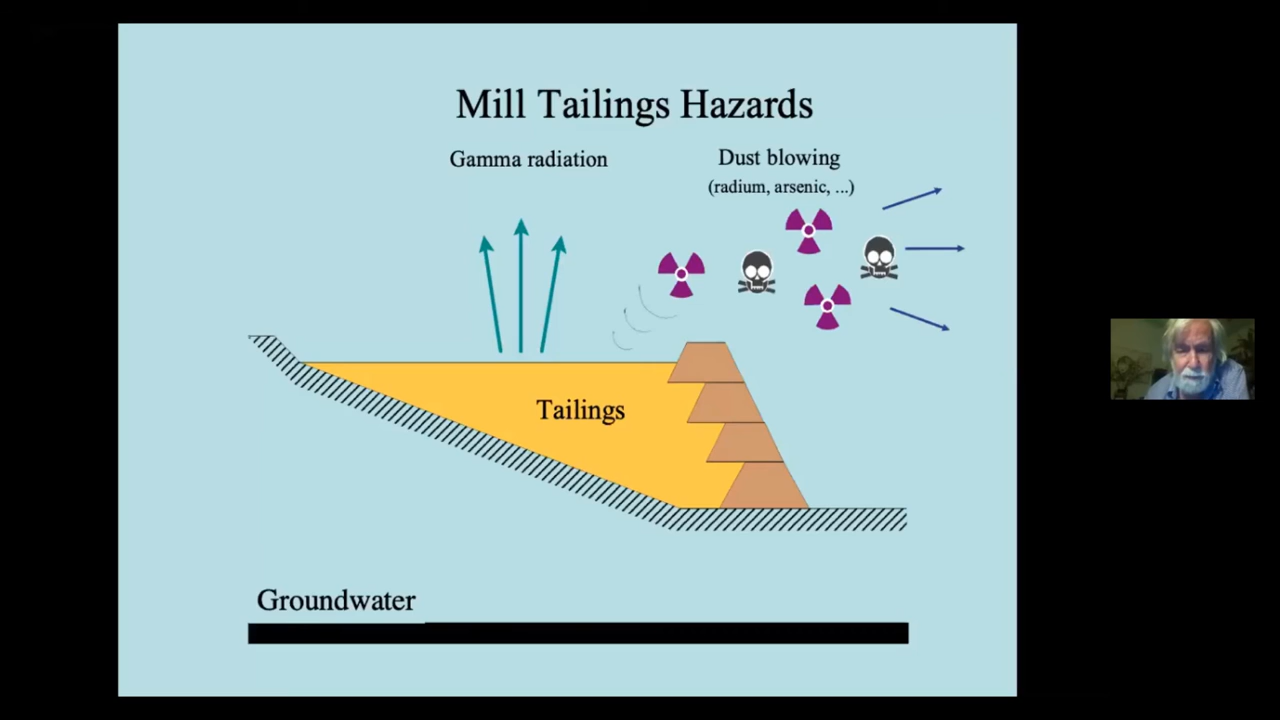 Mill Tailings Hazards
Gamma radiation
Dust blowing
(radium, arsenic, ...)
Tailings
Groundwater